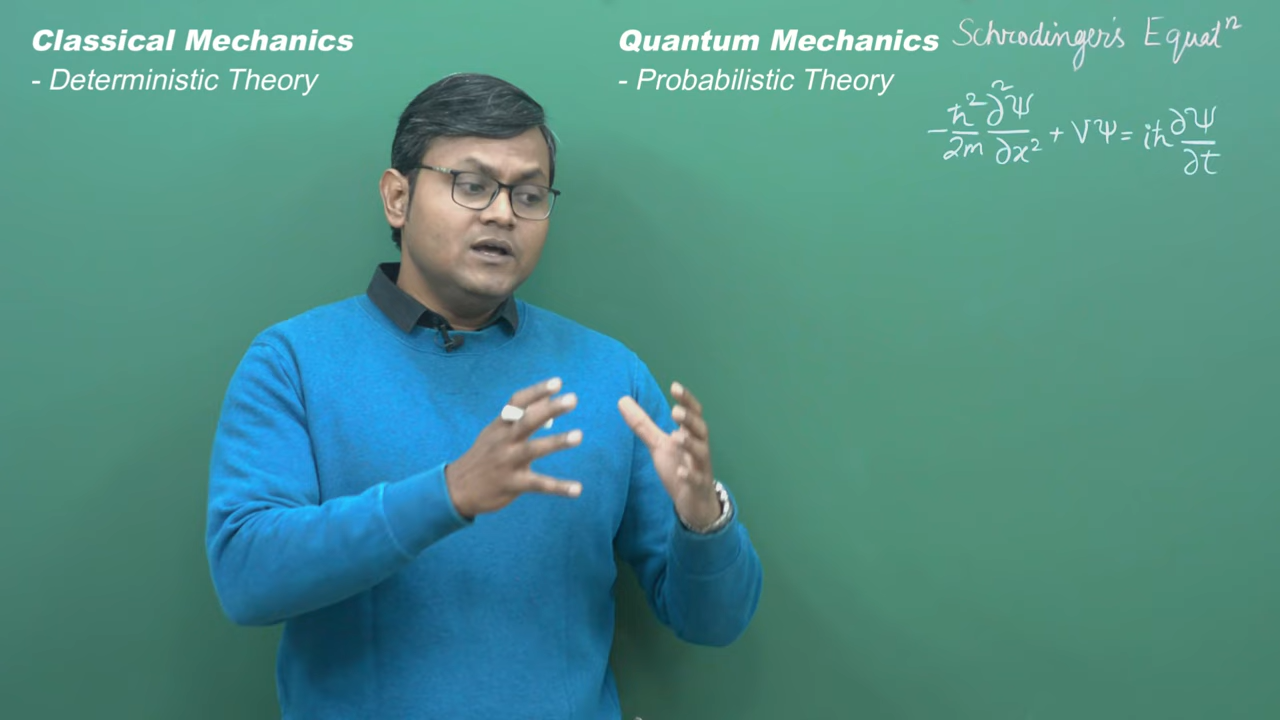 Classical Mechanics
- Deterministic Theory
Quantum Mechanics
- Probabilistic Theory
Schrodinger's Equatⁿ
-ħ²/2m ∂²Ψ/∂x² + VΨ = iħ ∂Ψ/∂t